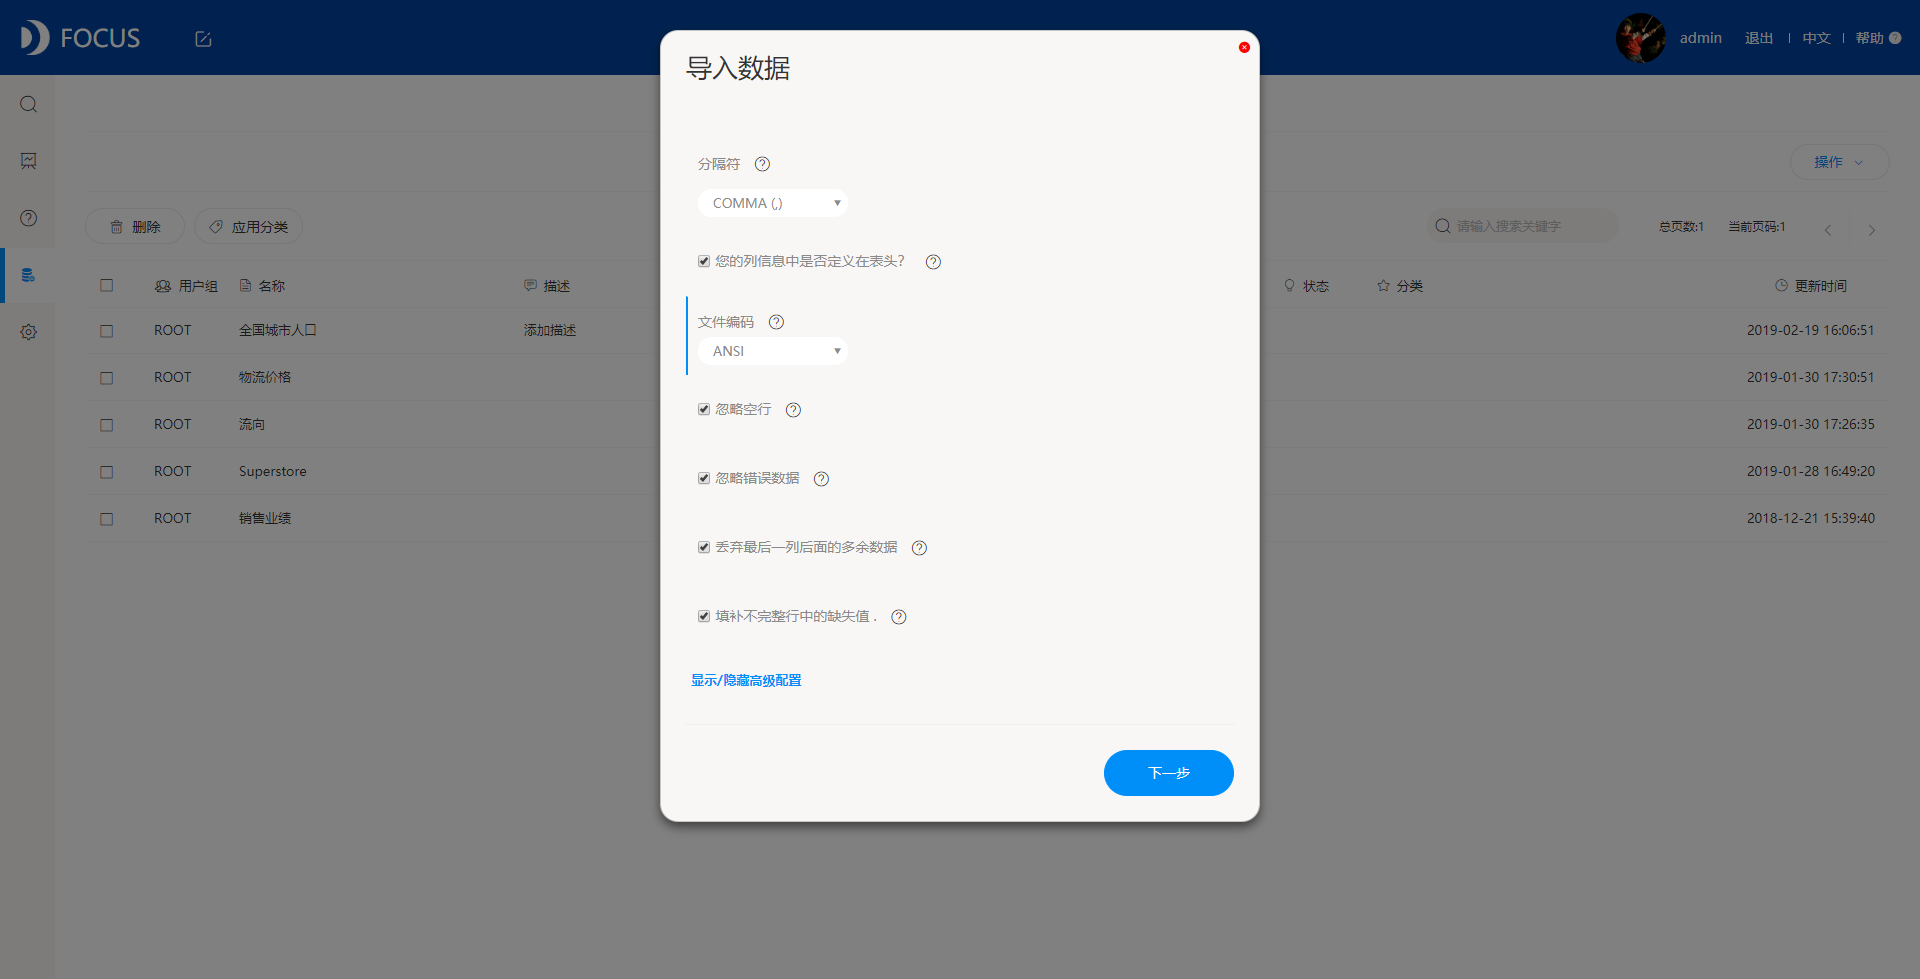 FOCUS
admin 退出 | 中文 | 帮助
导入数据
分隔符
COMMA (,)
您的列信息中是否定义在表头?
文件编码
ANSI
忽略空行
忽略错误数据
丢弃最后一列后面的多余数据
填补不完整行中的缺失值 .
显示/隐藏高级配置
下一步
操作
删除 应用分类 请输入搜索关键字 总页数:1 当前页码:1
用户组 名称 描述 状态 分类 更新时间
ROOT 全国城市人口 添加描述 2019-02-19 16:06:51
ROOT 物流价格 2019-01-30 17:30:51
ROOT 流向 2019-01-30 17:26:35
ROOT Superstore 2019-01-28 16:49:20
ROOT 销售业绩 2018-12-21 15:39:40